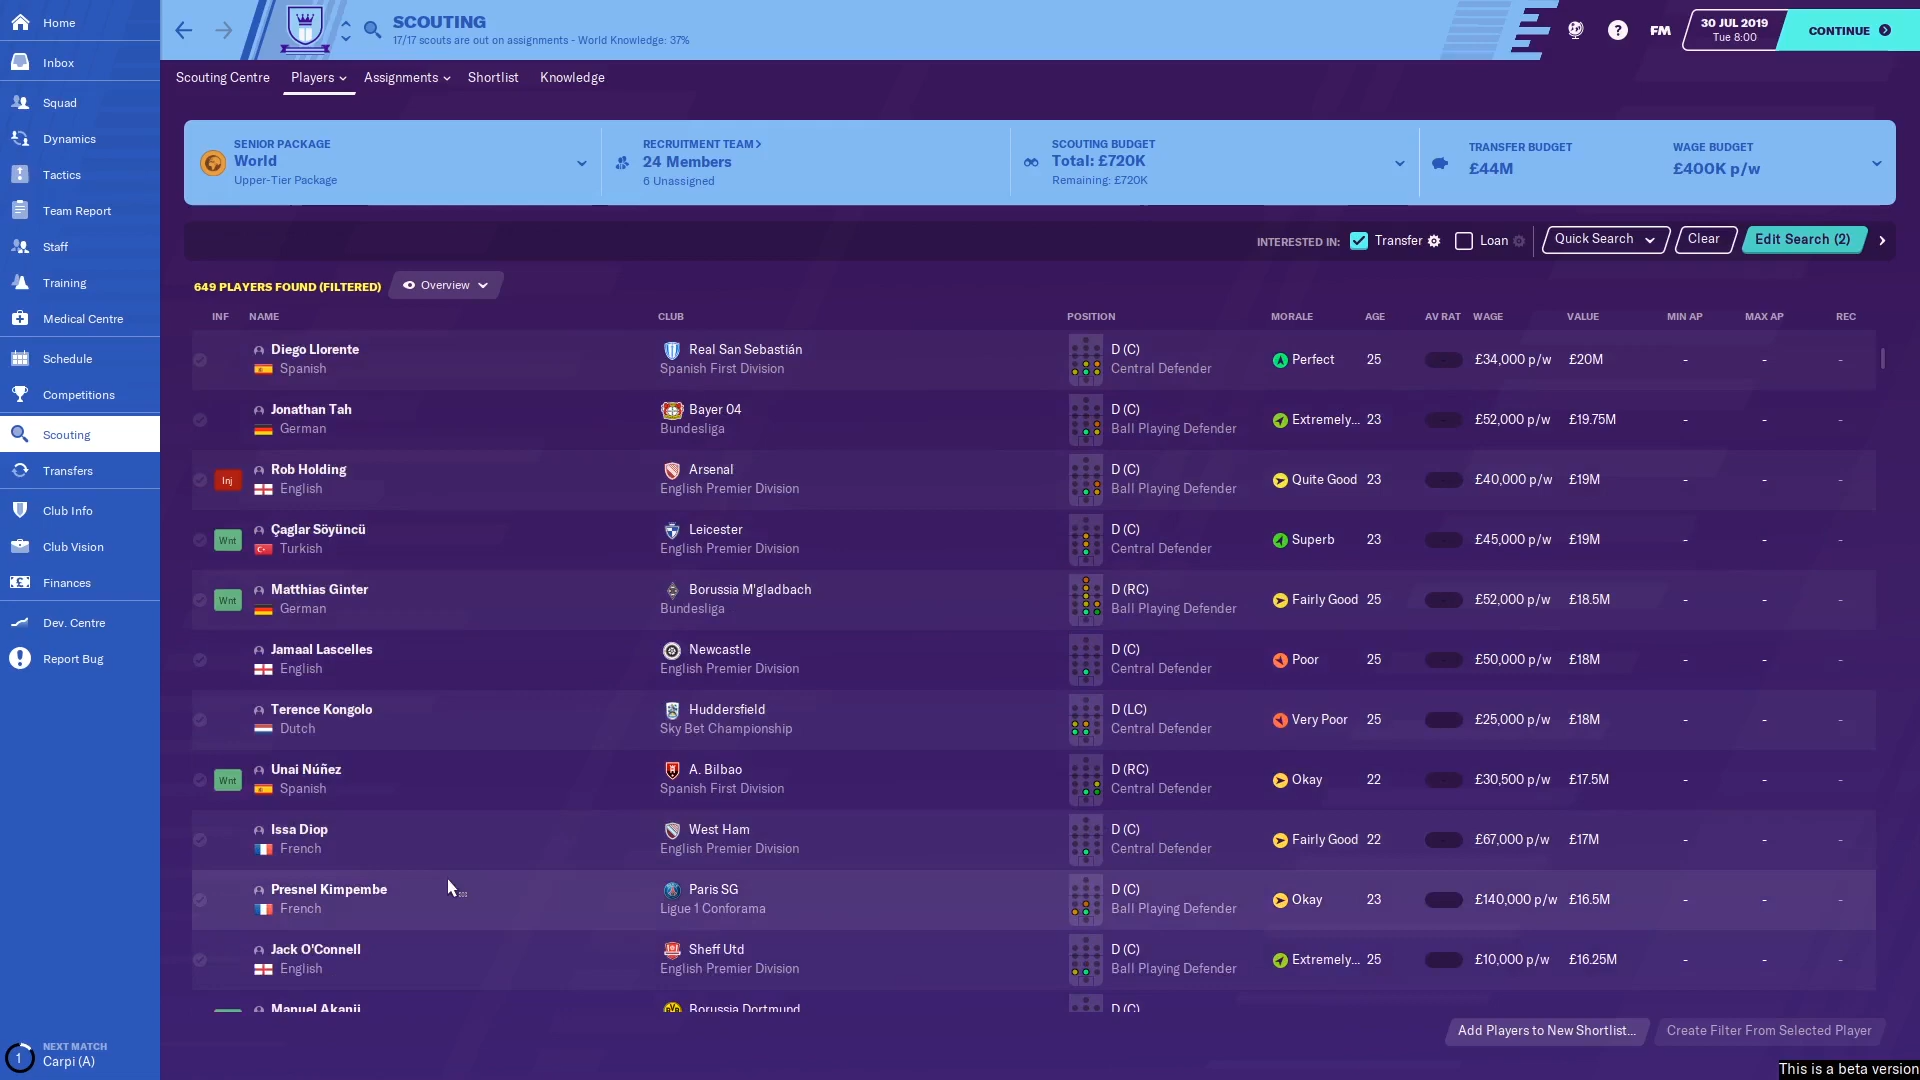 Home
Inbox
Squad
Dynamics
Tactics
Team Report
Staff
Training
Medical Centre
Schedule
Competitions
Scouting
Transfers
Club Info
Club Vision
Finances
Dev. Centre
Report Bug
1 NEXT MATCH
Carpi (A)
SCOUTING
17/17 scouts are out on assignments - World Knowledge: 37%
? FM 30 JUL 2019 CONTINUE
Tue 8:00
Scouting Centre Players Assignments Shortlist Knowledge
SENIOR PACKAGE
World
Upper-Tier Package
RECRUITMENT TEAM >
24 Members
6 Unassigned
SCOUTING BUDGET
Total: £720K
Remaining: £720K
TRANSFER BUDGET
£44M
WAGE BUDGET
£400K p/w
INTERESTED IN: Transfer Loan Quick Search Clear Edit Search (2)
649 PLAYERS FOUND (FILTERED) Overview
INF NAME CLUB POSITION MORALE AGE AV RAT WAGE VALUE MIN AP MAX AP REC
Diego Llorente Real San Sebastián D (C) Perfect 25 - £34,000 p/w £20M - - -
Spanish Spanish First Division Central Defender
Jonathan Tah Bayer 04 D (C) Extremely... 23 - £52,000 p/w £19.75M - - -
German Bundesliga Ball Playing Defender
Inj Rob Holding Arsenal D (C) Quite Good 23 - £40,000 p/w £19M - - -
English English Premier Division Ball Playing Defender
Wnt Çaglar Söyüncü Leicester D (C) Superb 23 - £45,000 p/w £19M - - -
Turkish English Premier Division Central Defender
Wnt Matthias Ginter Borussia M'gladbach D (RC) Fairly Good 25 - £52,000 p/w £18.5M - - -
German Bundesliga Ball Playing Defender
Jamaal Lascelles Newcastle D (C) Poor 25 - £50,000 p/w £18M - - -
English English Premier Division Central Defender
Terence Kongolo Huddersfield D (LC) Very Poor 25 - £25,000 p/w £18M - - -
Dutch Sky Bet Championship Central Defender
Wnt Unai Núñez A. Bilbao D (RC) Okay 22 - £30,500 p/w £17.5M - - -
Spanish Spanish First Division Central Defender
Issa Diop West Ham D (C) Fairly Good 22 - £67,000 p/w £17M - - -
French English Premier Division Central Defender
Presnel Kimpembe Paris SG D (C) Okay 23 - £140,000 p/w £16.5M - - -
French Ligue 1 Conforama Ball Playing Defender
Jack O'Connell Sheff Utd D (C) Extremely... 25 - £10,000 p/w £16.25M - - -
English English Premier Division Ball Playing Defender
Manuel Akanji Borussia Dortmund D (C)
Add Players to New Shortlist... Create Filter From Selected Player
This is a beta version